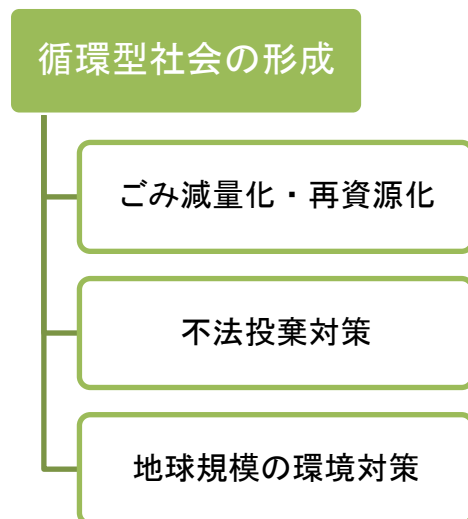 循環型社会の形成
ごみ減量化・再資源化
不法投棄対策
地球規模の環境対策